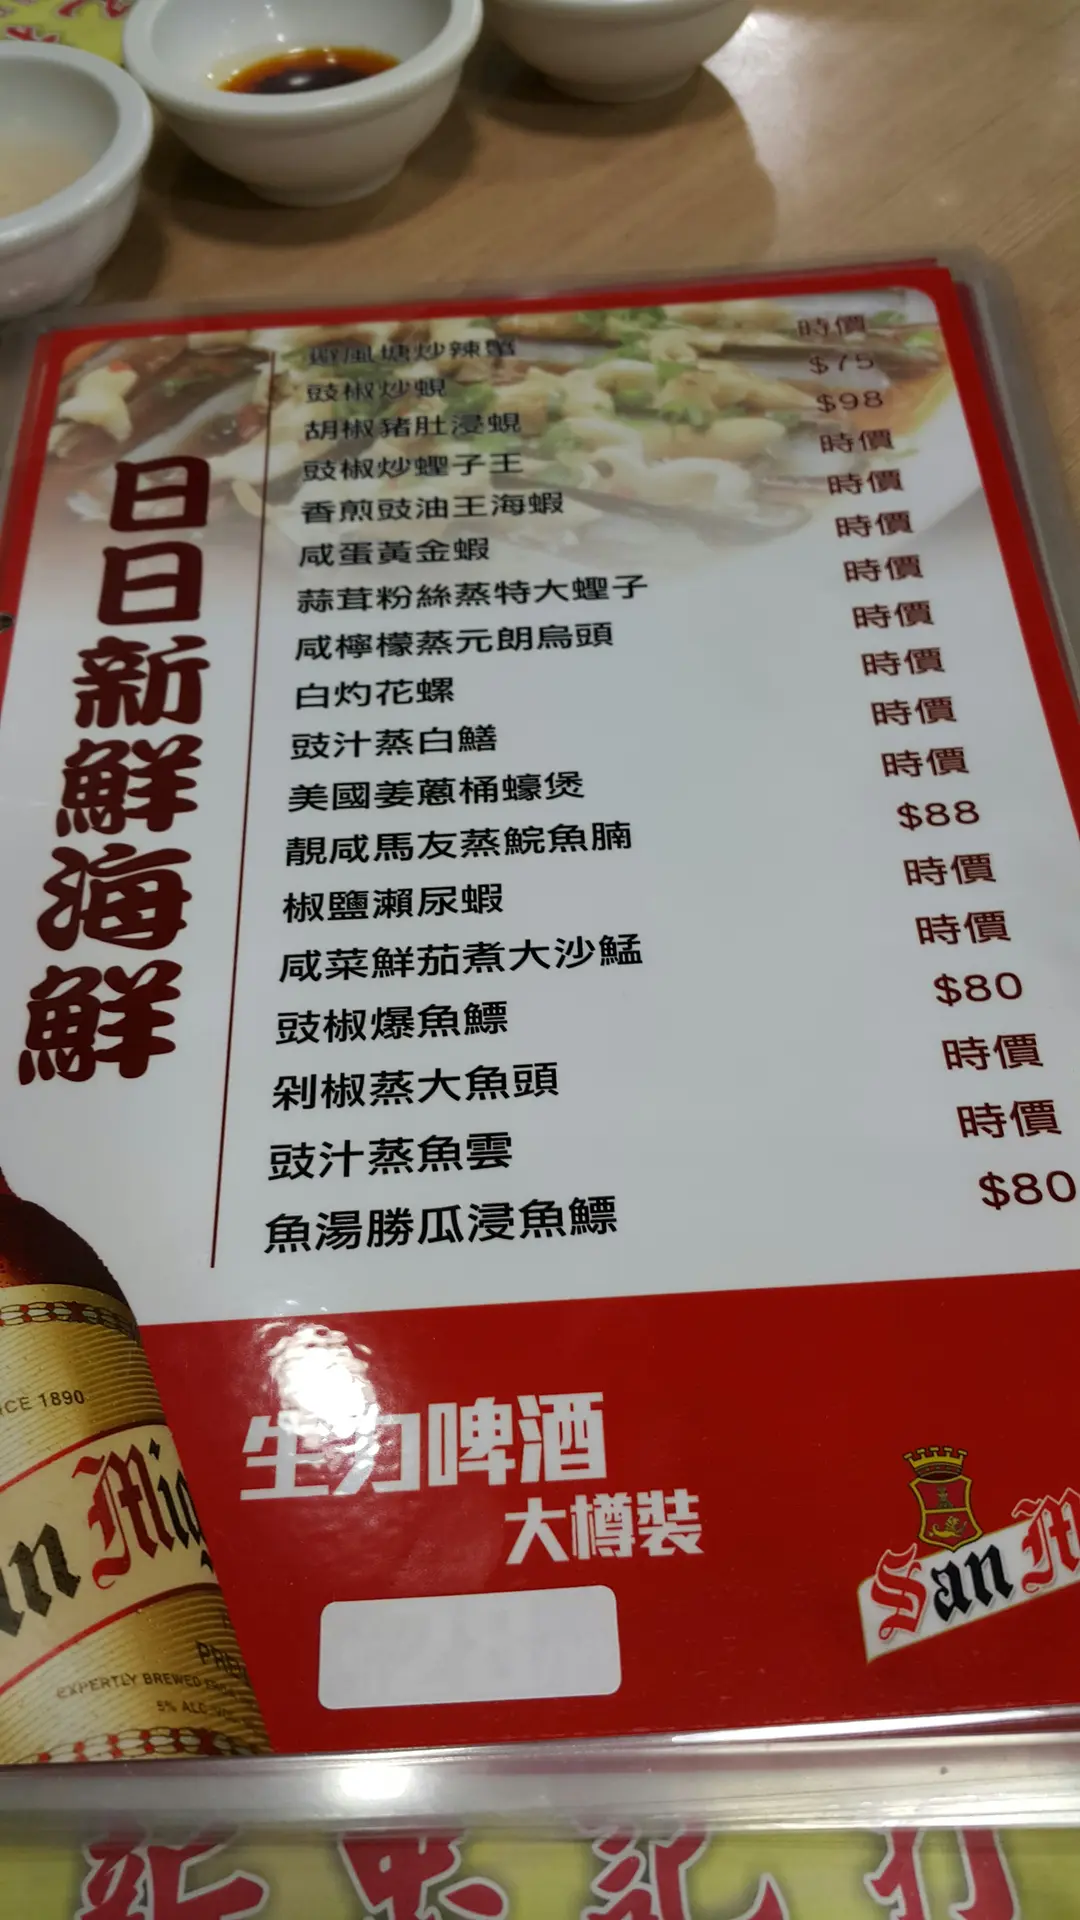 日日新鮮海鮮
避風塘炒辣蟹 時價
豉椒炒蜆 $75
胡椒豬肚浸蜆 $98
豉椒炒蟶子王 時價
香煎豉油王海蝦 時價
咸蛋黃金蝦 時價
蒜茸粉絲蒸特大蟶子 時價
咸檸檬蒸元朗烏頭 時價
白灼花螺 時價
豉汁蒸白鱔 時價
美國姜蔥桶蠔煲 時價
靚咸馬友蒸鯇魚腩 $88
椒鹽瀨尿蝦 時價
咸菜鮮茄煮大沙鯭 時價
豉椒爆魚鰾 $80
剁椒蒸大魚頭 時價
豉汁蒸魚雲 時價
魚湯勝瓜浸魚鰾 $80
生力啤酒
大樽裝
San M
NCE 1890
an Mig
PRE
EXPERTLY BREWED
5% ALC
記